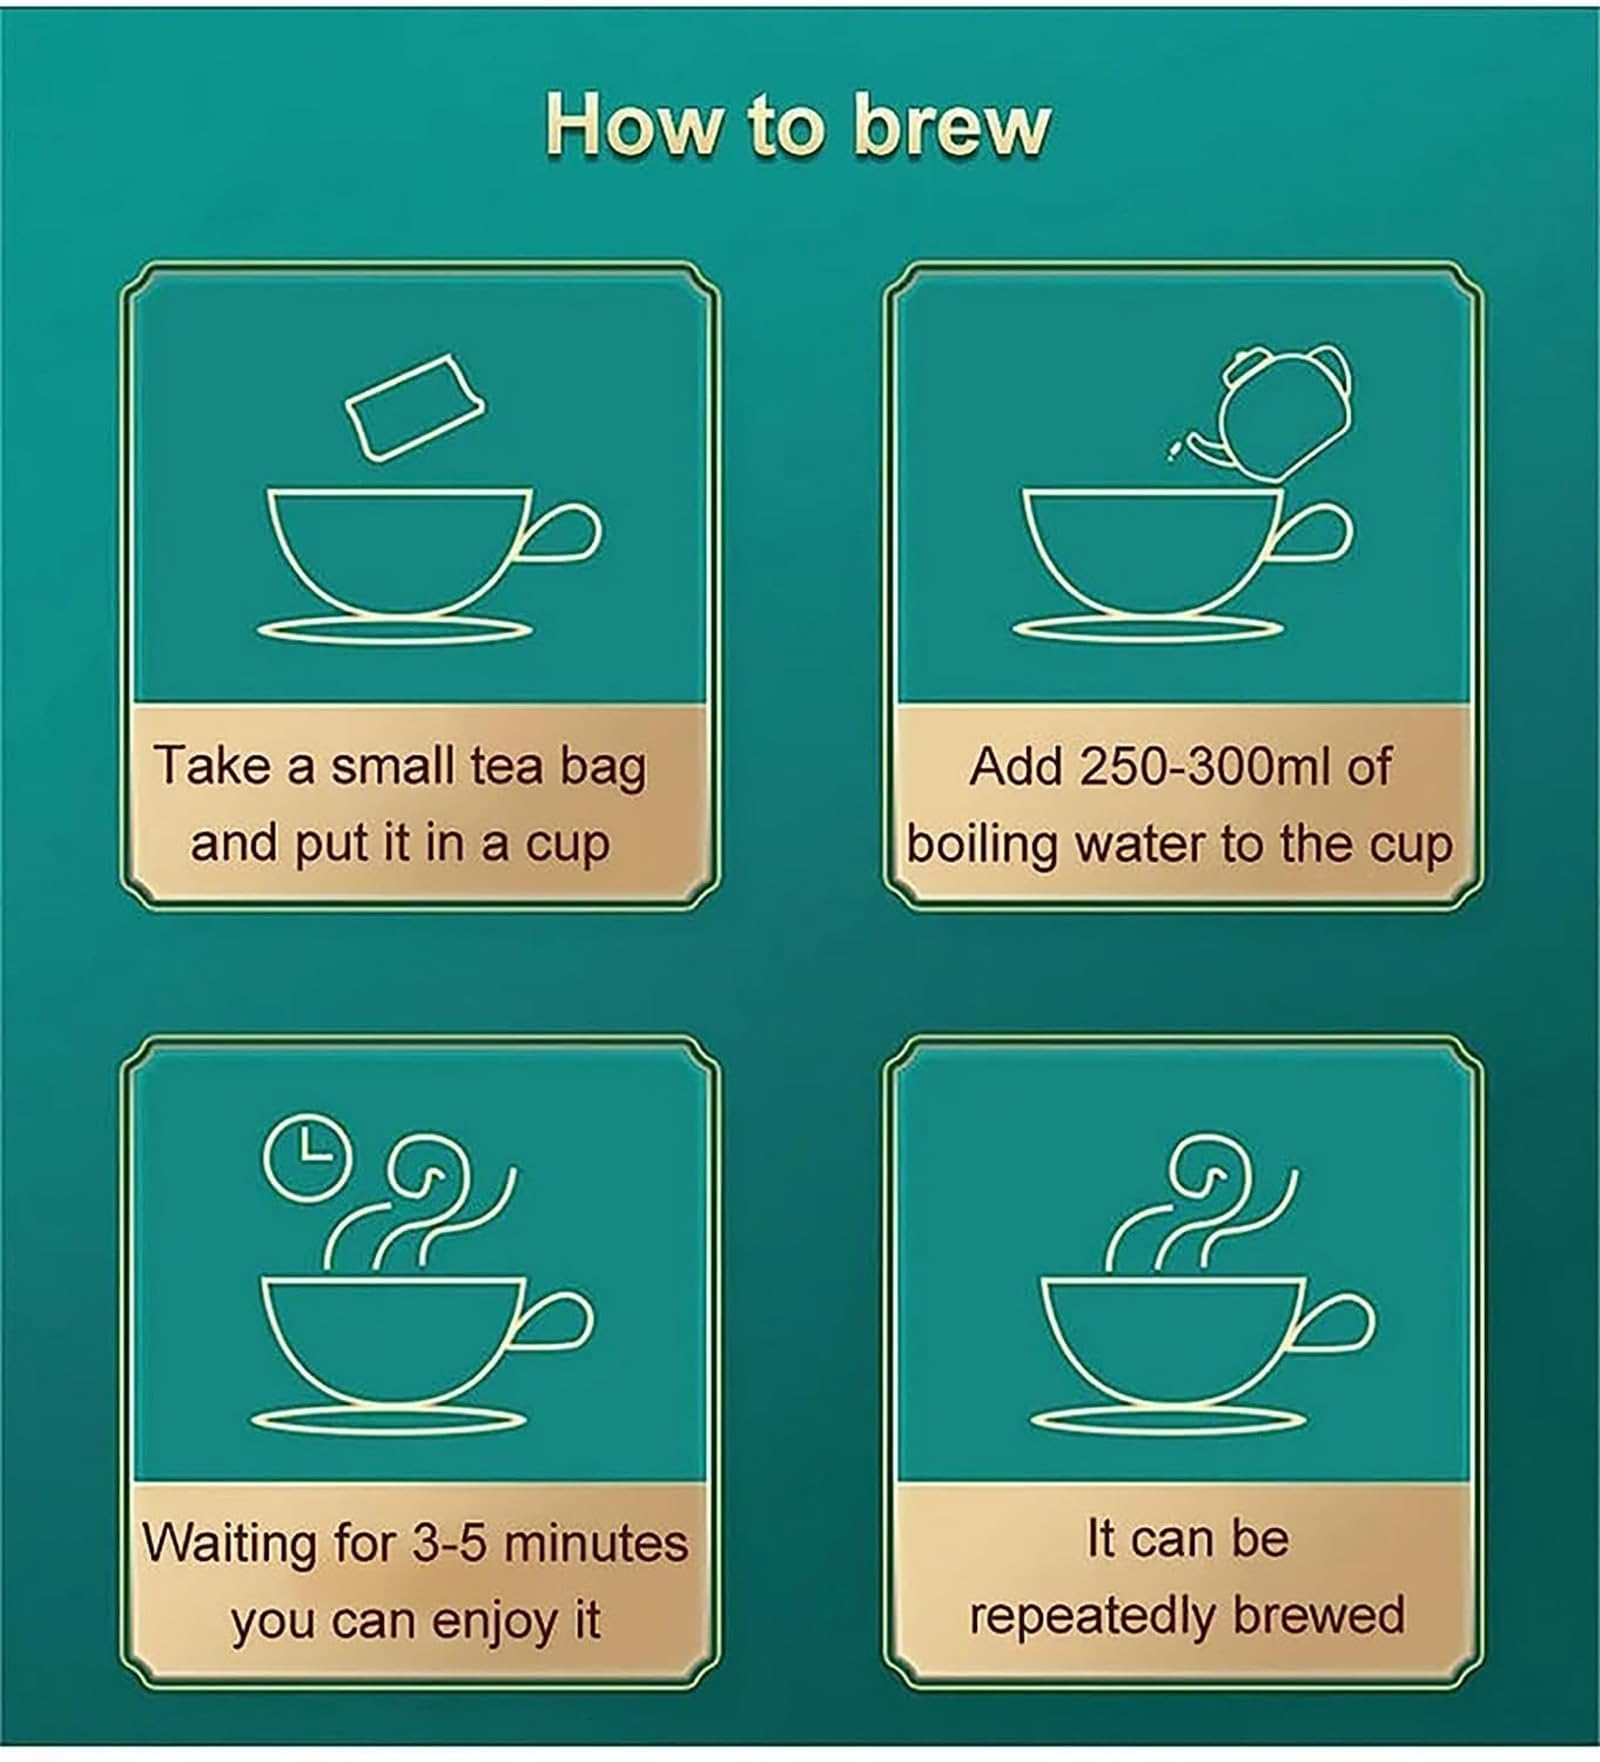 How to brew
Take a small tea bag
and put it in a cup
Add 250-300ml of
boiling water to the cup
Waiting for 3-5 minutes
you can enjoy it
It can be
repeatedly brewed